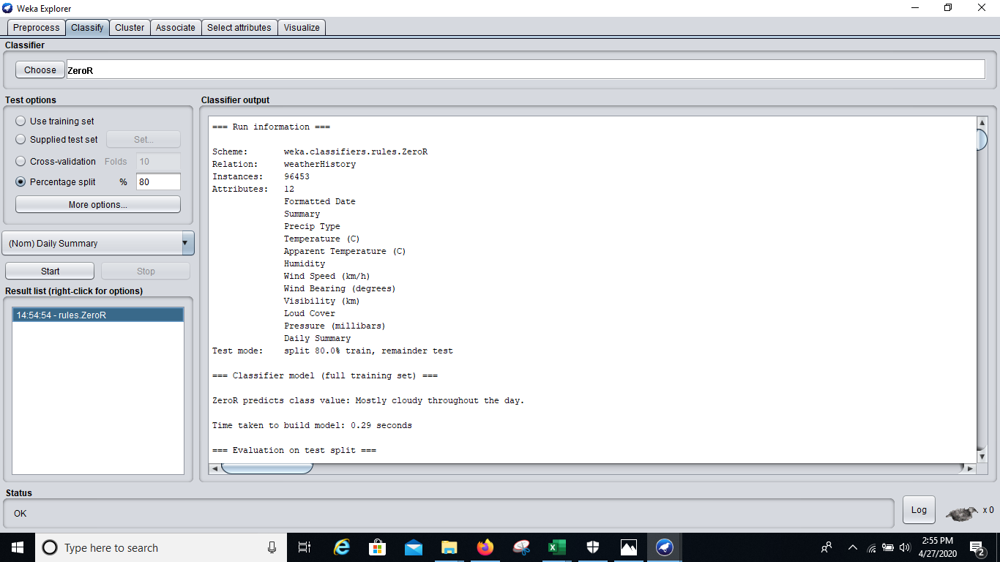 Weka Explorer
Preprocess Classify Cluster Associate Select attributes Visualize
Classifier
Choose ZeroR
Test options
Use training set
Supplied test set Set...
Cross-validation Folds 10
Percentage split % 80
More options...
(Nom) Daily Summary
Start Stop
Result list (right-click for options)
14:54:54 - rules.ZeroR
Classifier output
=== Run information ===
Scheme: weka.classifiers.rules.ZeroR
Relation: weatherHistory
Instances: 96453
Attributes: 12
Formatted Date
Summary
Precip Type
Temperature (C)
Apparent Temperature (C)
Humidity
Wind Speed (km/h)
Wind Bearing (degrees)
Visibility (km)
Loud Cover
Pressure (millibars)
Daily Summary
Test mode: split 80.0% train, remainder test
=== Classifier model (full training set) ===
ZeroR predicts class value: Mostly cloudy throughout the day.
Time taken to build model: 0.29 seconds
=== Evaluation on test split ===
Status
OK
Log x 0
Type here to search
2:55 PM
4/27/2020
2